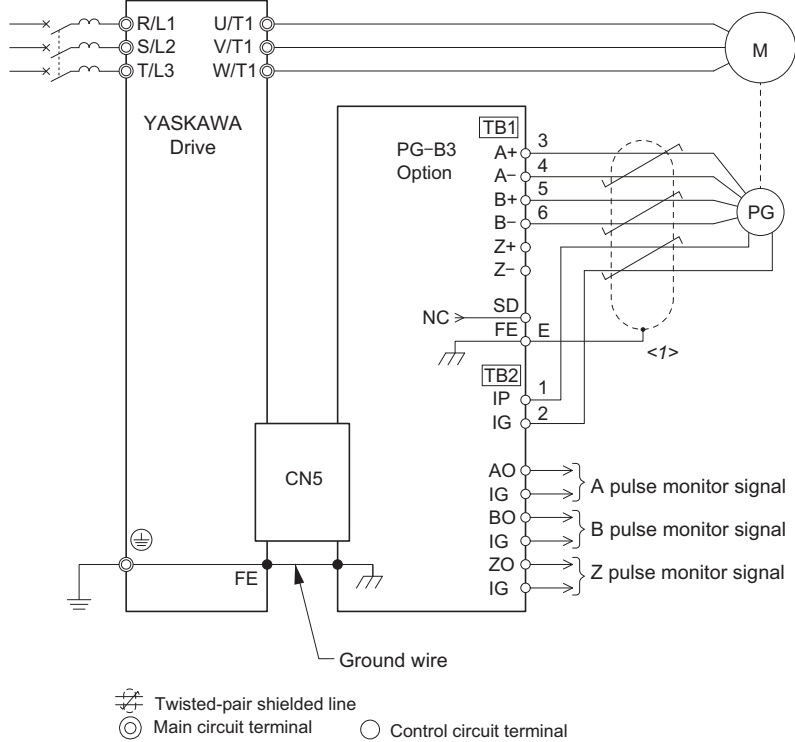 R/L1 U/T1
S/L2 V/T1
T/L3 W/T1
M
YASKAWA
Drive
PG-B3
Option
TB1
A+ 3
A− 4
B+ 5
B− 6
Z+
Z−
PG
NC SD
FE E
<1>
TB2
IP 1
IG 2
CN5
AO
IG
A pulse monitor signal
BO
IG
B pulse monitor signal
ZO
IG
Z pulse monitor signal
FE
Ground wire
Twisted-pair shielded line
Main circuit terminal
Control circuit terminal